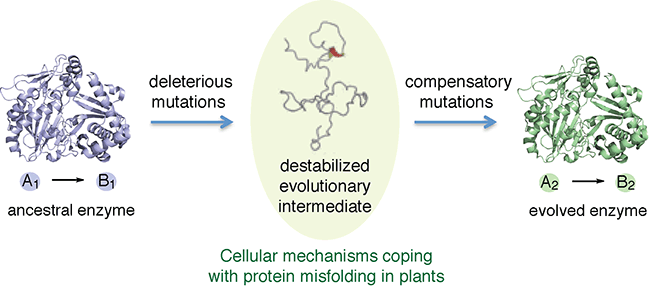 deleterious
mutations
compensatory
mutations
destabilized
evolutionary
intermediate
A1 B1
ancestral enzyme
A2 B2
evolved enzyme
Cellular mechanisms coping
with protein misfolding in plants